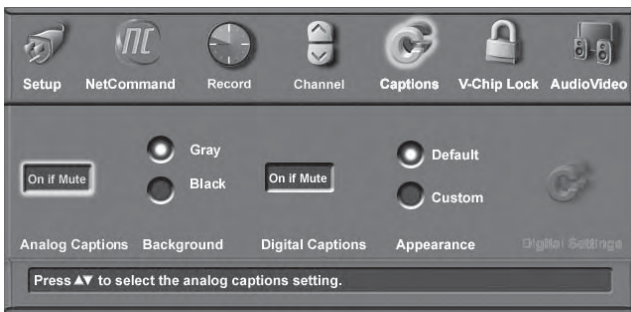 Setup NetCommand Record Channel Captions V-Chip Lock AudioVideo
On if Mute Gray Black On if Mute Default Custom
Analog Captions Background Digital Captions Appearance Digital Settings
Press▲▼ to select the analog captions setting.